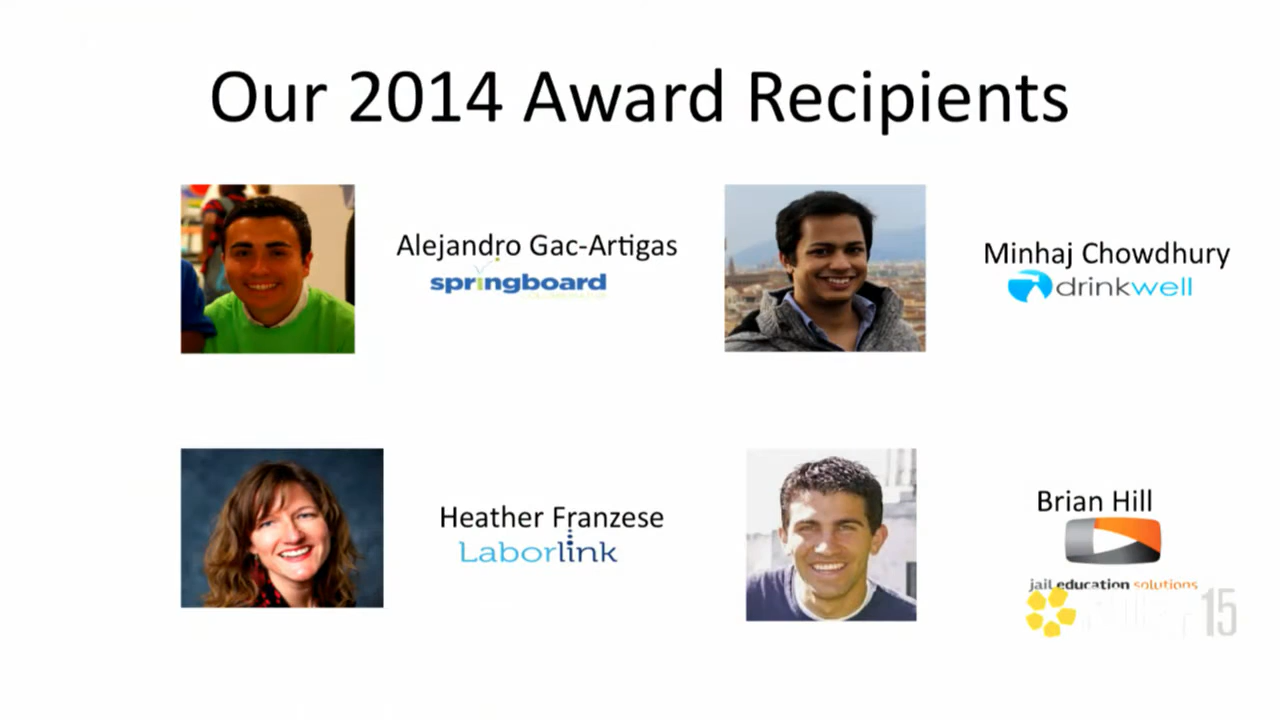 Our 2014 Award Recipients
Alejandro Gac-Artigas
springboard
Minhaj Chowdhury
drinkwell
Heather Franzese
Laborlink
Brian Hill
jail education solutions
15